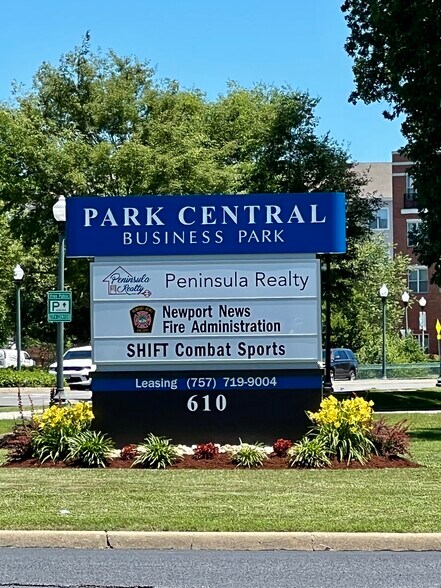 PARK CENTRAL
BUSINESS PARK
PENINSULA
Realty
Peninsula Realty
Newport News
Fire Administration
SHIFT Combat Sports
Leasing (757) 719-9004
610
P